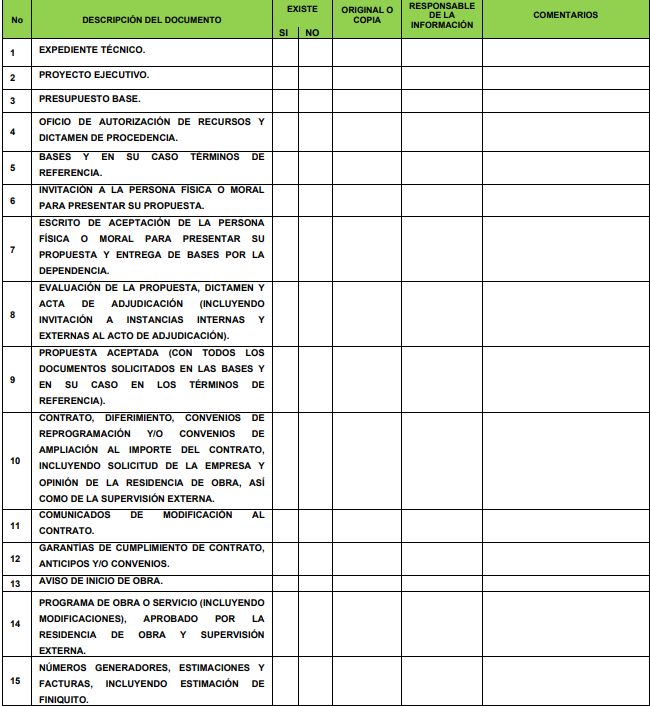 No DESCRIPCIÓN DEL DOCUMENTO EXISTE ORIGINAL O COPIA RESPONSABLE DE LA INFORMACIÓN COMENTARIOS
SI NO
1 EXPEDIENTE TÉCNICO.
2 PROYECTO EJECUTIVO.
3 PRESUPUESTO BASE.
4 OFICIO DE AUTORIZACIÓN DE RECURSOS Y
DICTAMEN DE PROCEDENCIA.
5 BASES Y EN SU CASO TÉRMINOS DE
REFERENCIA.
6 INVITACIÓN A LA PERSONA FÍSICA O MORAL
PARA PRESENTAR SU PROPUESTA.
7 ESCRITO DE ACEPTACIÓN DE LA PERSONA
FÍSICA O MORAL PARA PRESENTAR SU
PROPUESTA Y ENTREGA DE BASES POR LA
DEPENDENCIA.
8 EVALUACIÓN DE LA PROPUESTA, DICTAMEN Y
ACTA DE ADJUDICACIÓN (INCLUYENDO
INVITACIÓN A INSTANCIAS INTERNAS Y
EXTERNAS AL ACTO DE ADJUDICACIÓN).
9 PROPUESTA ACEPTADA (CON TODOS LOS
DOCUMENTOS SOLICITADOS EN LAS BASES Y
EN SU CASO EN LOS TÉRMINOS DE
REFERENCIA).
10 CONTRATO, DIFERIMIENTO, CONVENIOS DE
REPROGRAMACIÓN Y/O CONVENIOS DE
AMPLIACIÓN AL IMPORTE DEL CONTRATO,
INCLUYENDO SOLICITUD DE LA EMPRESA Y
OPINIÓN DE LA RESIDENCIA DE OBRA, ASÍ
COMO DE LA SUPERVISIÓN EXTERNA.
11 COMUNICADOS DE MODIFICACIÓN AL
CONTRATO.
12 GARANTÍAS DE CUMPLIMIENTO DE CONTRATO,
ANTICIPOS Y/O CONVENIOS.
13 AVISO DE INICIO DE OBRA.
14 PROGRAMA DE OBRA O SERVICIO (INCLUYENDO
MODIFICACIONES), APROBADO POR LA
RESIDENCIA DE OBRA Y SUPERVISIÓN
EXTERNA.
15 NÚMEROS GENERADORES, ESTIMACIONES Y
FACTURAS, INCLUYENDO ESTIMACIÓN DE
FINIQUITO.